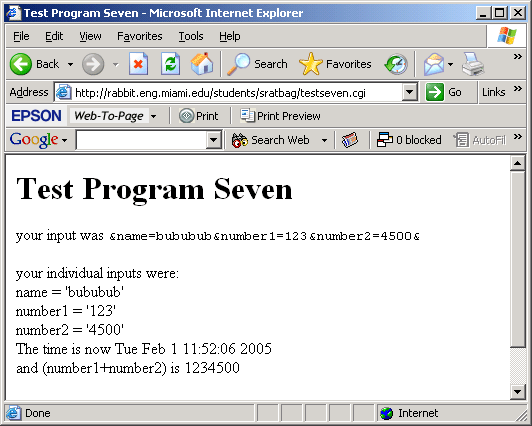 Test Program Seven - Microsoft Internet Explorer
File Edit View Favorites Tools Help
Back Search Favorites
Address http://rabbit.eng.miami.edu/students/sratbag/testseven.cgi Go Links »
EPSON Web-To-Page Print Print Preview
Google Search Web 0 blocked AutoFill »
Test Program Seven
your input was &name=bububub&number1=123&number2=4500&
your individual inputs were:
name = 'bububub'
number1 = '123'
number2 = '4500'
The time is now Tue Feb 1 11:52:06 2005
and (number1+number2) is 1234500
Done Internet